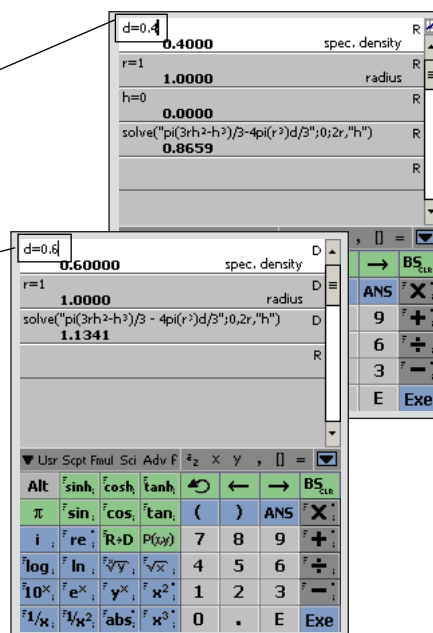 d=0.4 R
0.4000 spec. density
r=1 R
1.0000 radius
h=0 R
0.0000
solve("pi(3rh²-h³)/3-4pi(r³)d/3";0;2r,"h") R
0.8659
R
, [] =
→ BS CLR
ANS X
9 +
6 ÷
3 −
E Exe
d=0.6 D
0.60000 spec. density
r=1 D
1.0000 radius
solve("pi(3rh²-h³)/3 - 4pi(r³)d/3";0,2r,"h") D
1.1341
R
Usr Scpt Fmul Sci Adv F a₂ x y , [] =
Alt sinh cosh tanh ← → BS CLR
π sin cos tan ( ) ANS X
i re R→D P(x,y) 7 8 9 +
log ln ˣ√y √x 4 5 6 ÷
10ˣ eˣ yˣ x² 1 2 3 −
1/x 1/x² abs x³ 0 . E Exe